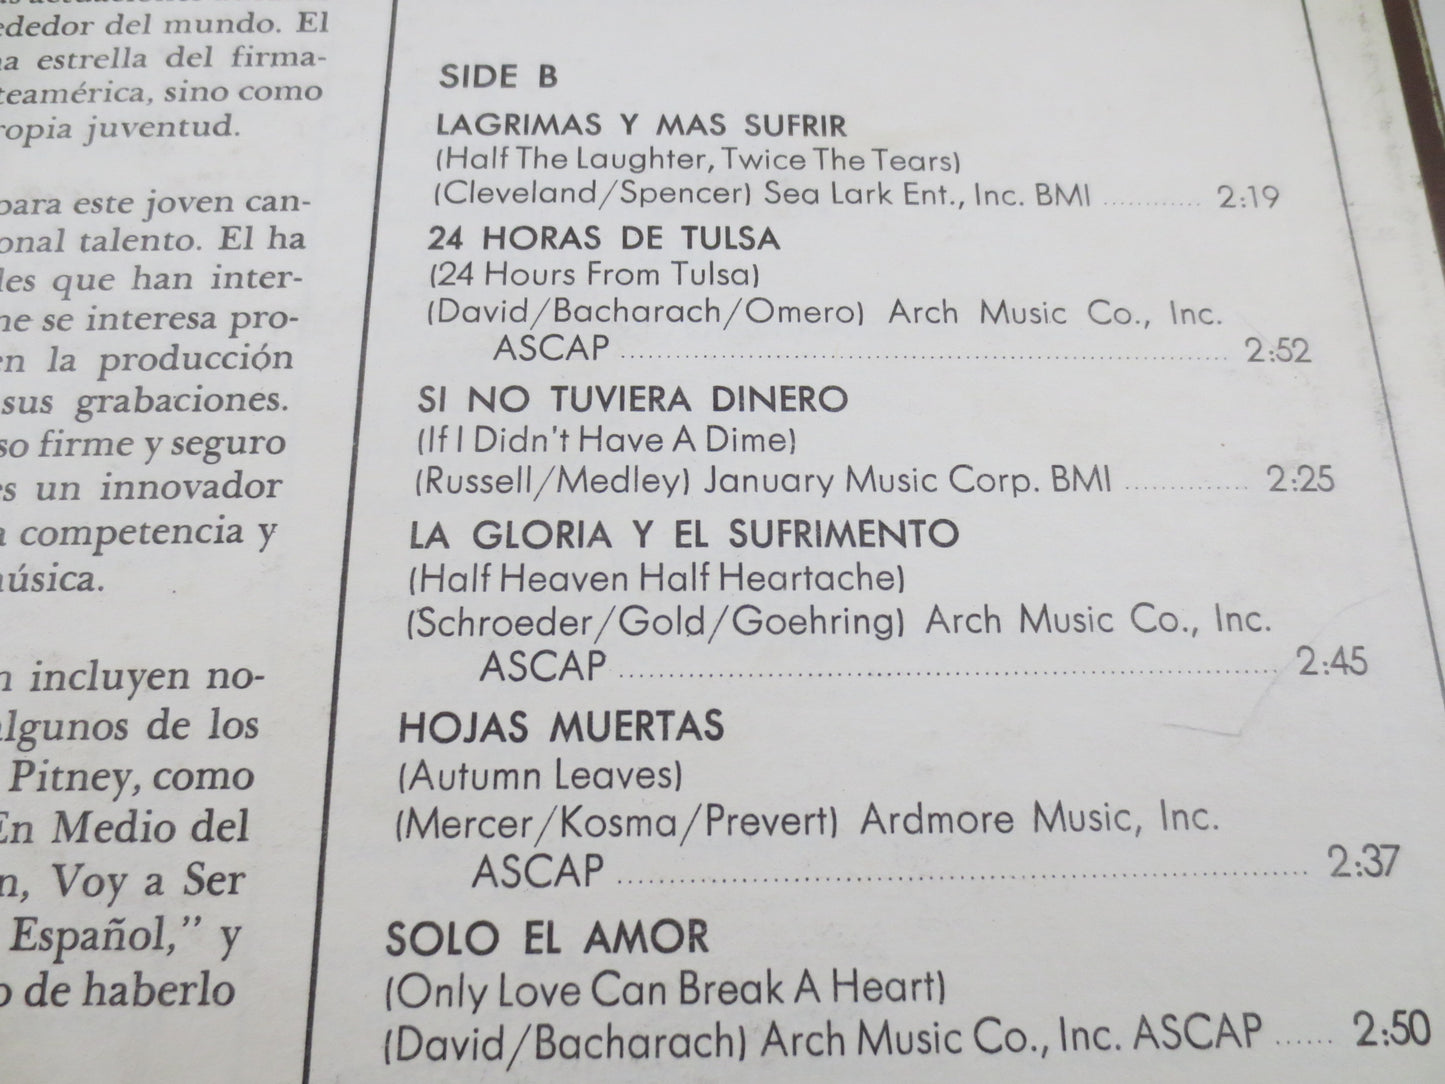 ededor del mundo. El
estrella del firma-
teamérica, sino como
ropia juventud.
para este joven can-
onal talento. El ha
les que han inter-
ne se interesa pro-
en la producción
sus grabaciones.
so firme y seguro
es un innovador
competencia y
úsica.
incluyen no-
algunos de los
Pitney, como
En Medio del
n, Voy a Ser
Español,” y
o de haberlo
SIDE B
LAGRIMAS Y MAS SUFRIR
(Half The Laughter, Twice The Tears)
(Cleveland/Spencer) Sea Lark Ent., Inc. BMI ............ 2:19
24 HORAS DE TULSA
(24 Hours From Tulsa)
(David/Bacharach/Omero) Arch Music Co., Inc.
ASCAP ............ 2:52
SI NO TUVIERA DINERO
(If I Didn't Have A Dime)
(Russell/Medley) January Music Corp. BMI ............ 2:25
LA GLORIA Y EL SUFRIMENTO
(Half Heaven Half Heartache)
(Schroeder/Gold/Goehring) Arch Music Co., Inc.
ASCAP ............ 2:45
HOJAS MUERTAS
(Autumn Leaves)
(Mercer/Kosma/Prevert) Ardmore Music, Inc.
ASCAP ............ 2:37
SOLO EL AMOR
(Only Love Can Break A Heart)
(David/Bacharach) Arch Music Co., Inc. ASCAP ...... 2:50